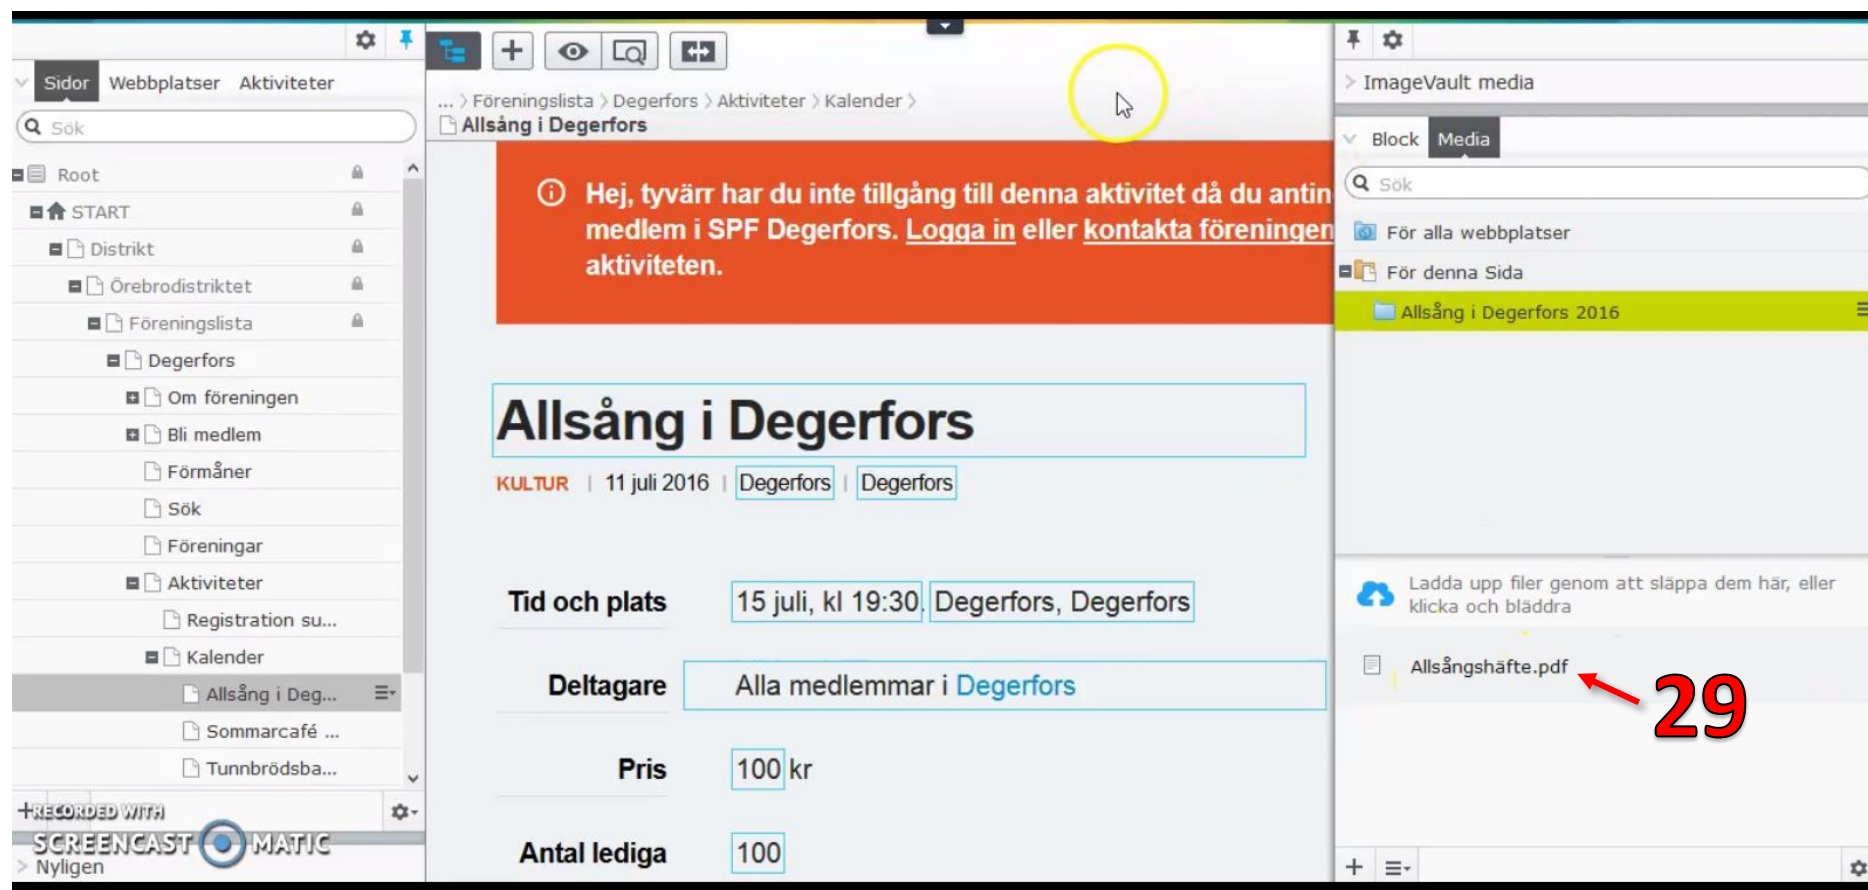 Sidor Webbplatser Aktiviteter
Sök
Root
START
Distrikt
Örebrodistriktet
Föreningslista
Degerfors
Om föreningen
Bli medlem
Förmåner
Sök
Föreningar
Aktiviteter
Registration su...
Kalender
Allsång i Deg...
Sommarcafé ...
Tunnbrödsba...
RECORDED WITH
SCREENCAST MATIC
> Nyligen
... > Föreningslista > Degerfors > Aktiviteter > Kalender >
Allsång i Degerfors
Hej, tyvärr har du inte tillgång till denna aktivitet då du antin
medlem i SPF Degerfors. Logga in eller kontakta föreningen
aktiviteten.
Allsång i Degerfors
KULTUR | 11 juli 2016 | Degerfors | Degerfors
Tid och plats 15 juli, kl 19:30. Degerfors, Degerfors
Deltagare Alla medlemmar i Degerfors
Pris 100 kr
Antal lediga 100
> ImageVault media
Block Media
Sök
För alla webbplatser
För denna Sida
Allsång i Degerfors 2016
Ladda upp filer genom att släppa dem här, eller
klicka och bläddra
Allsångshäfte.pdf
29